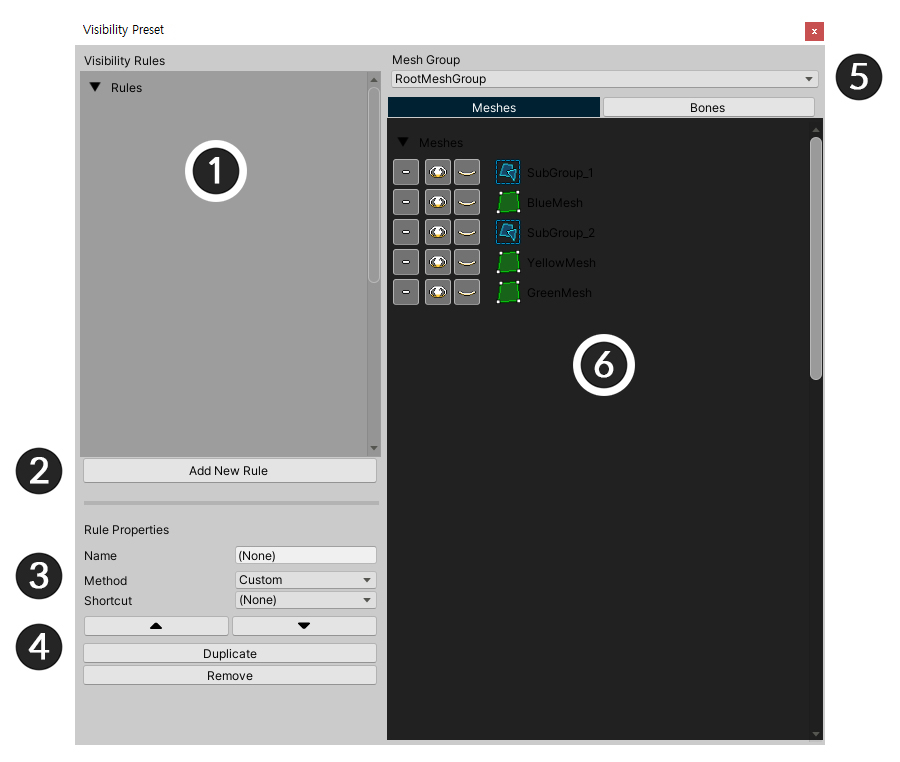 Visibility Preset
x
Visibility Rules
Rules
1
Add New Rule
2
Rule Properties
Name
(None)
3
Method
Custom
Shortcut
(None)
4
Duplicate
Remove
Mesh Group
RootMeshGroup
5
Meshes
Bones
Meshes
SubGroup_1
BlueMesh
SubGroup_2
YellowMesh
GreenMesh
6